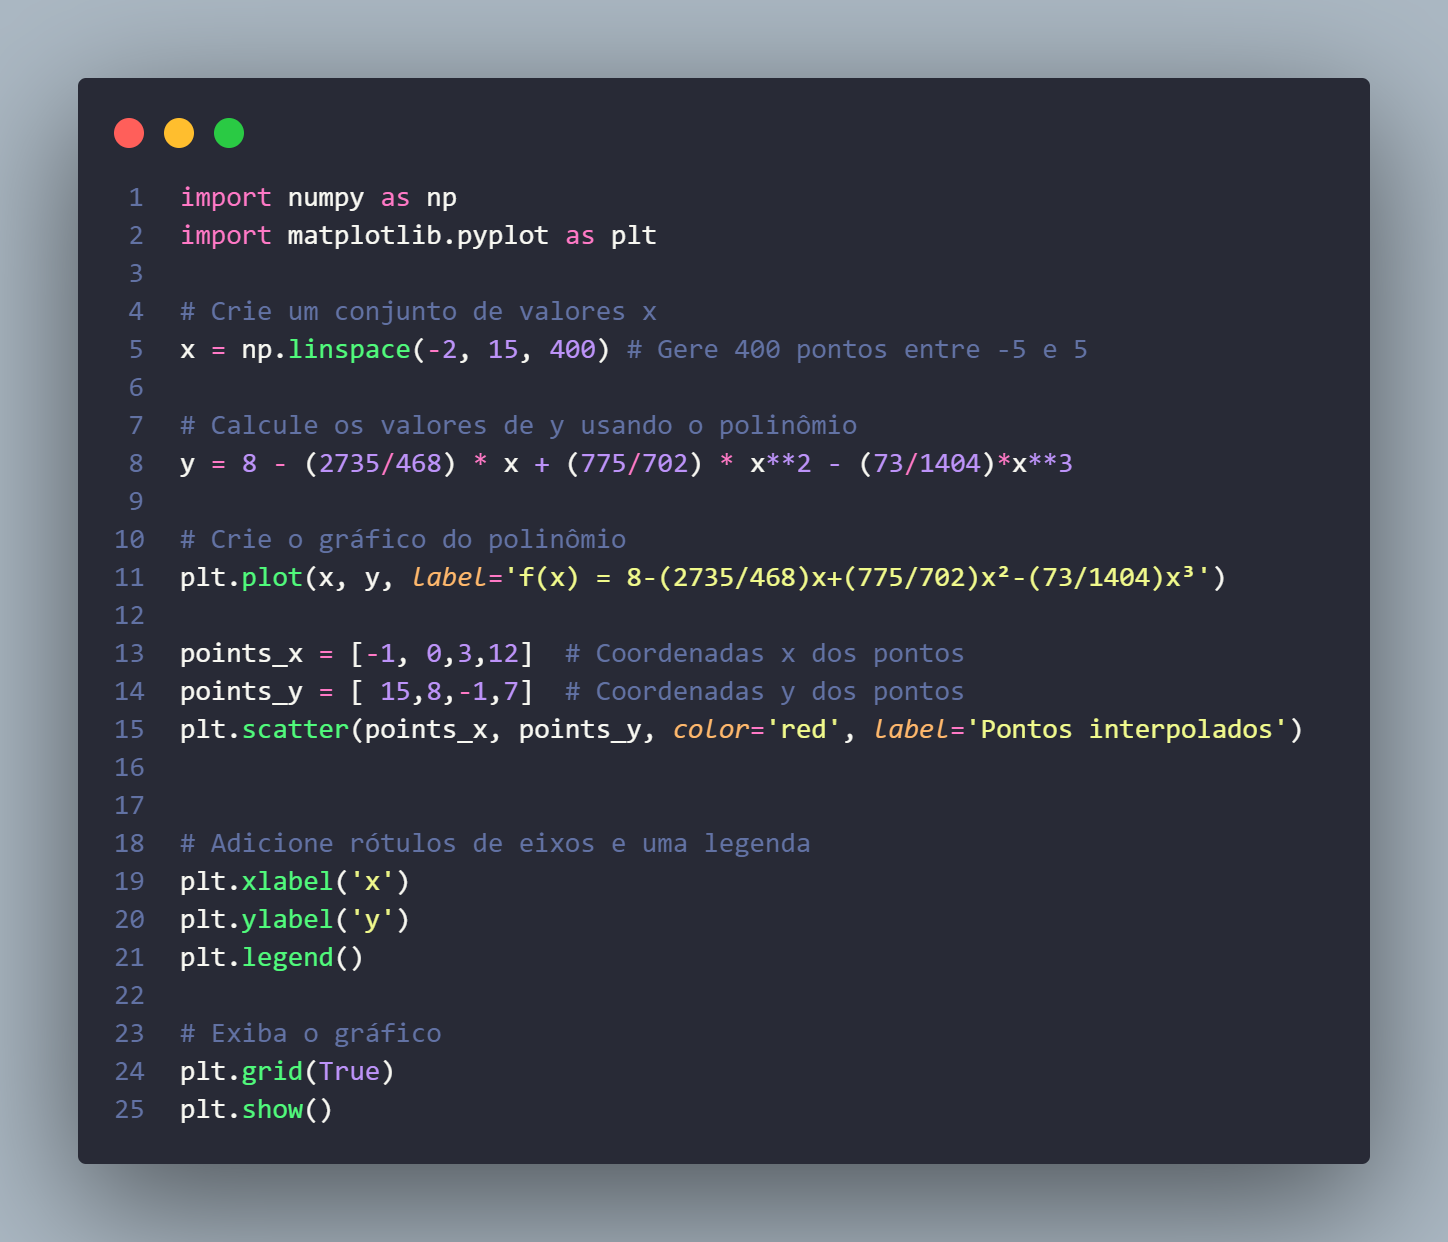 1 import numpy as np
2 import matplotlib.pyplot as plt
3
4 # Crie um conjunto de valores x
5 x = np.linspace(-2, 15, 400) # Gere 400 pontos entre -5 e 5
6
7 # Calcule os valores de y usando o polinômio
8 y = 8 - (2735/468) * x + (775/702) * x**2 - (73/1404)*x**3
9
10 # Crie o gráfico do polinômio
11 plt.plot(x, y, label='f(x) = 8-(2735/468)x+(775/702)x²-(73/1404)x³')
12
13 points_x = [-1, 0,3,12]  # Coordenadas x dos pontos
14 points_y = [ 15,8,-1,7]  # Coordenadas y dos pontos
15 plt.scatter(points_x, points_y, color='red', label='Pontos interpolados')
16
17
18 # Adicione rótulos de eixos e uma legenda
19 plt.xlabel('x')
20 plt.ylabel('y')
21 plt.legend()
22
23 # Exiba o gráfico
24 plt.grid(True)
25 plt.show()